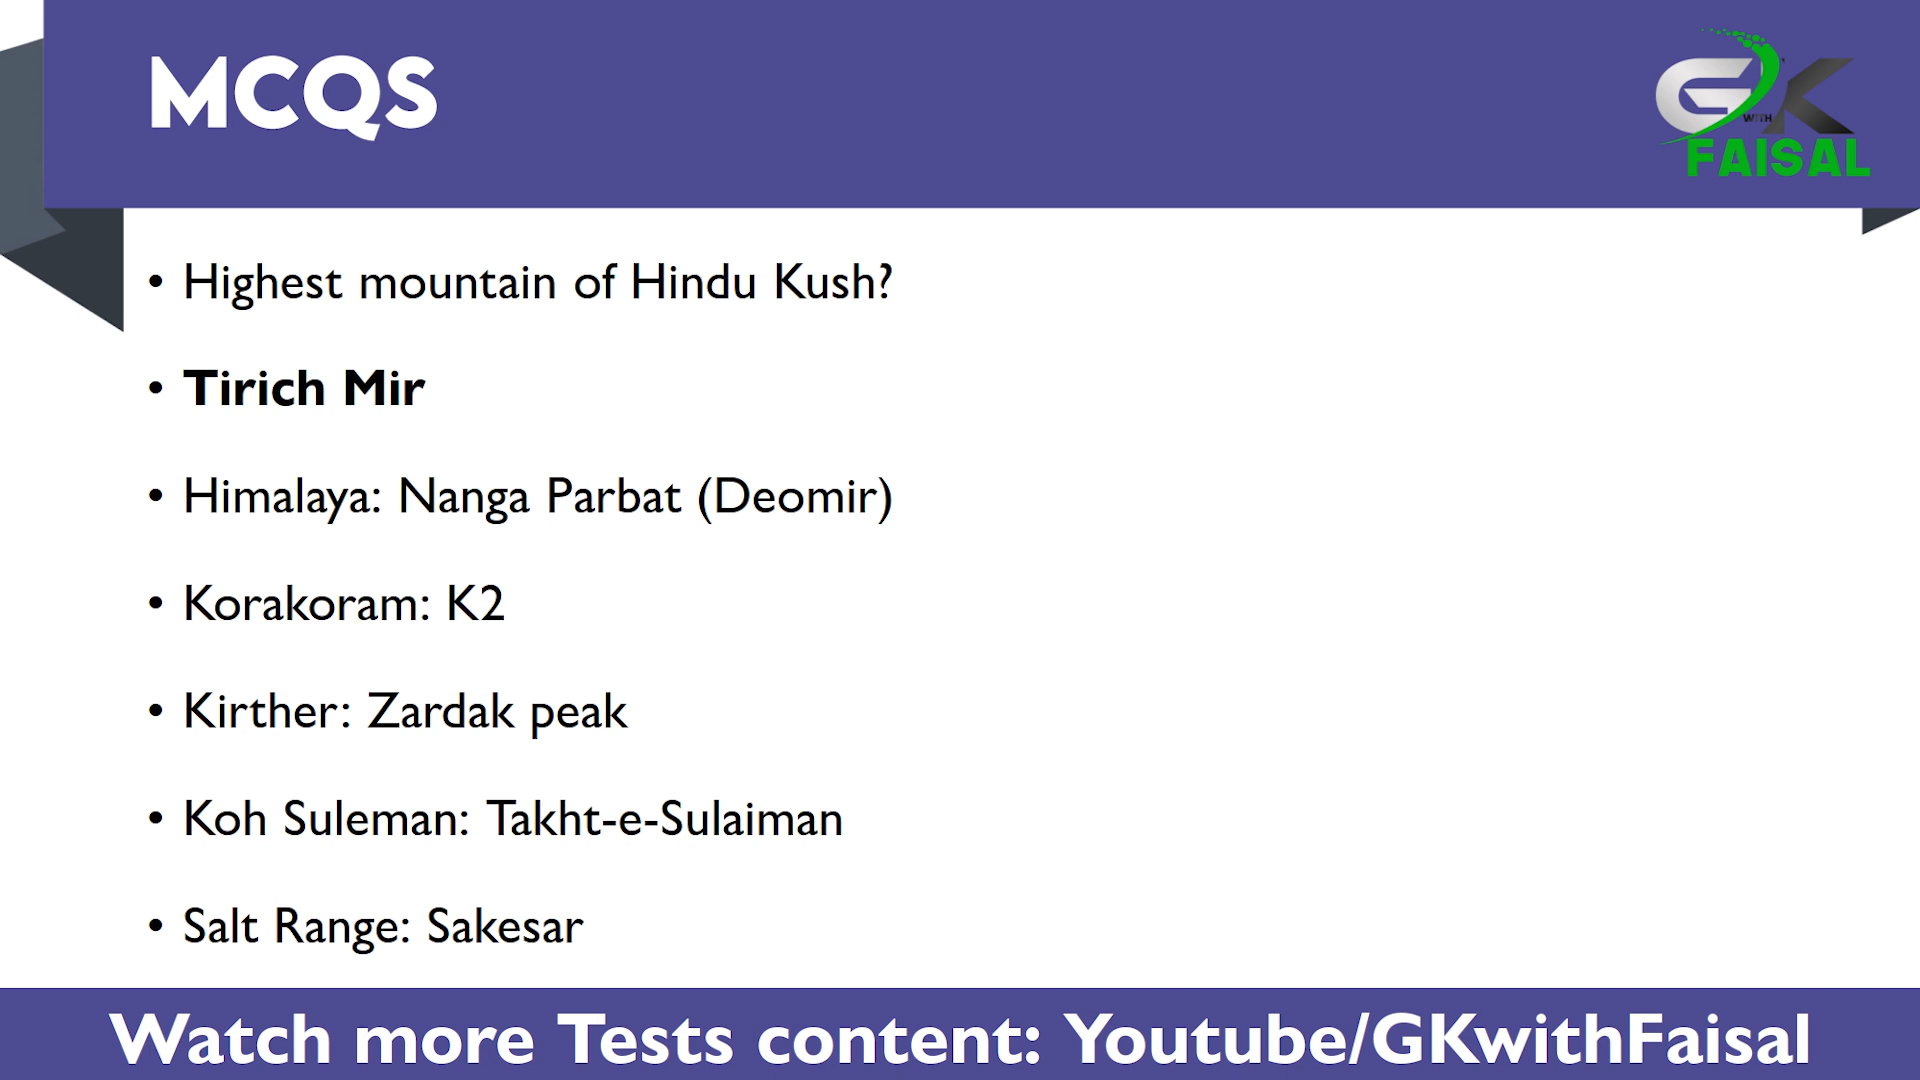 MCQS
GK
WITH
FAISAL
• Highest mountain of Hindu Kush?
• Tirich Mir
• Himalaya: Nanga Parbat (Deomir)
• Korakoram: K2
• Kirther: Zardak peak
• Koh Suleman: Takht-e-Sulaiman
• Salt Range: Sakesar
Watch more Tests content: Youtube/GKwithFaisal